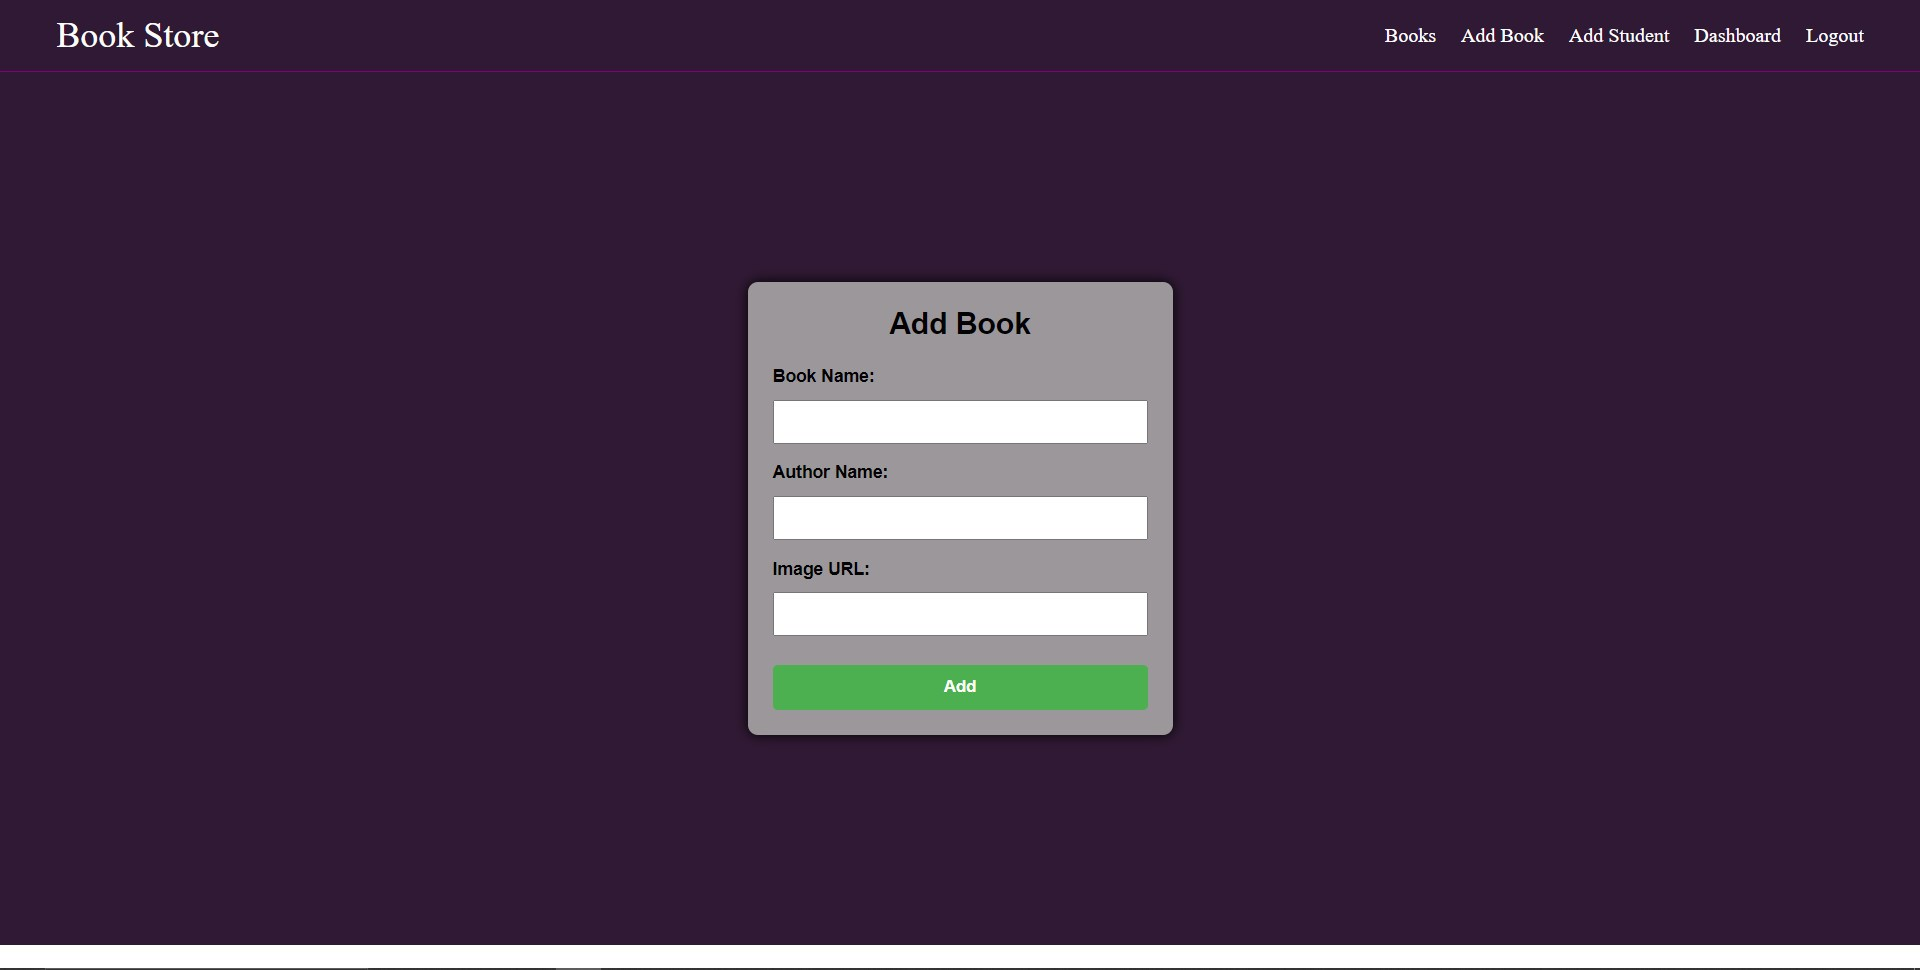 Book Store
Books Add Book Add Student Dashboard Logout
Add Book
Book Name:
Author Name:
Image URL:
Add